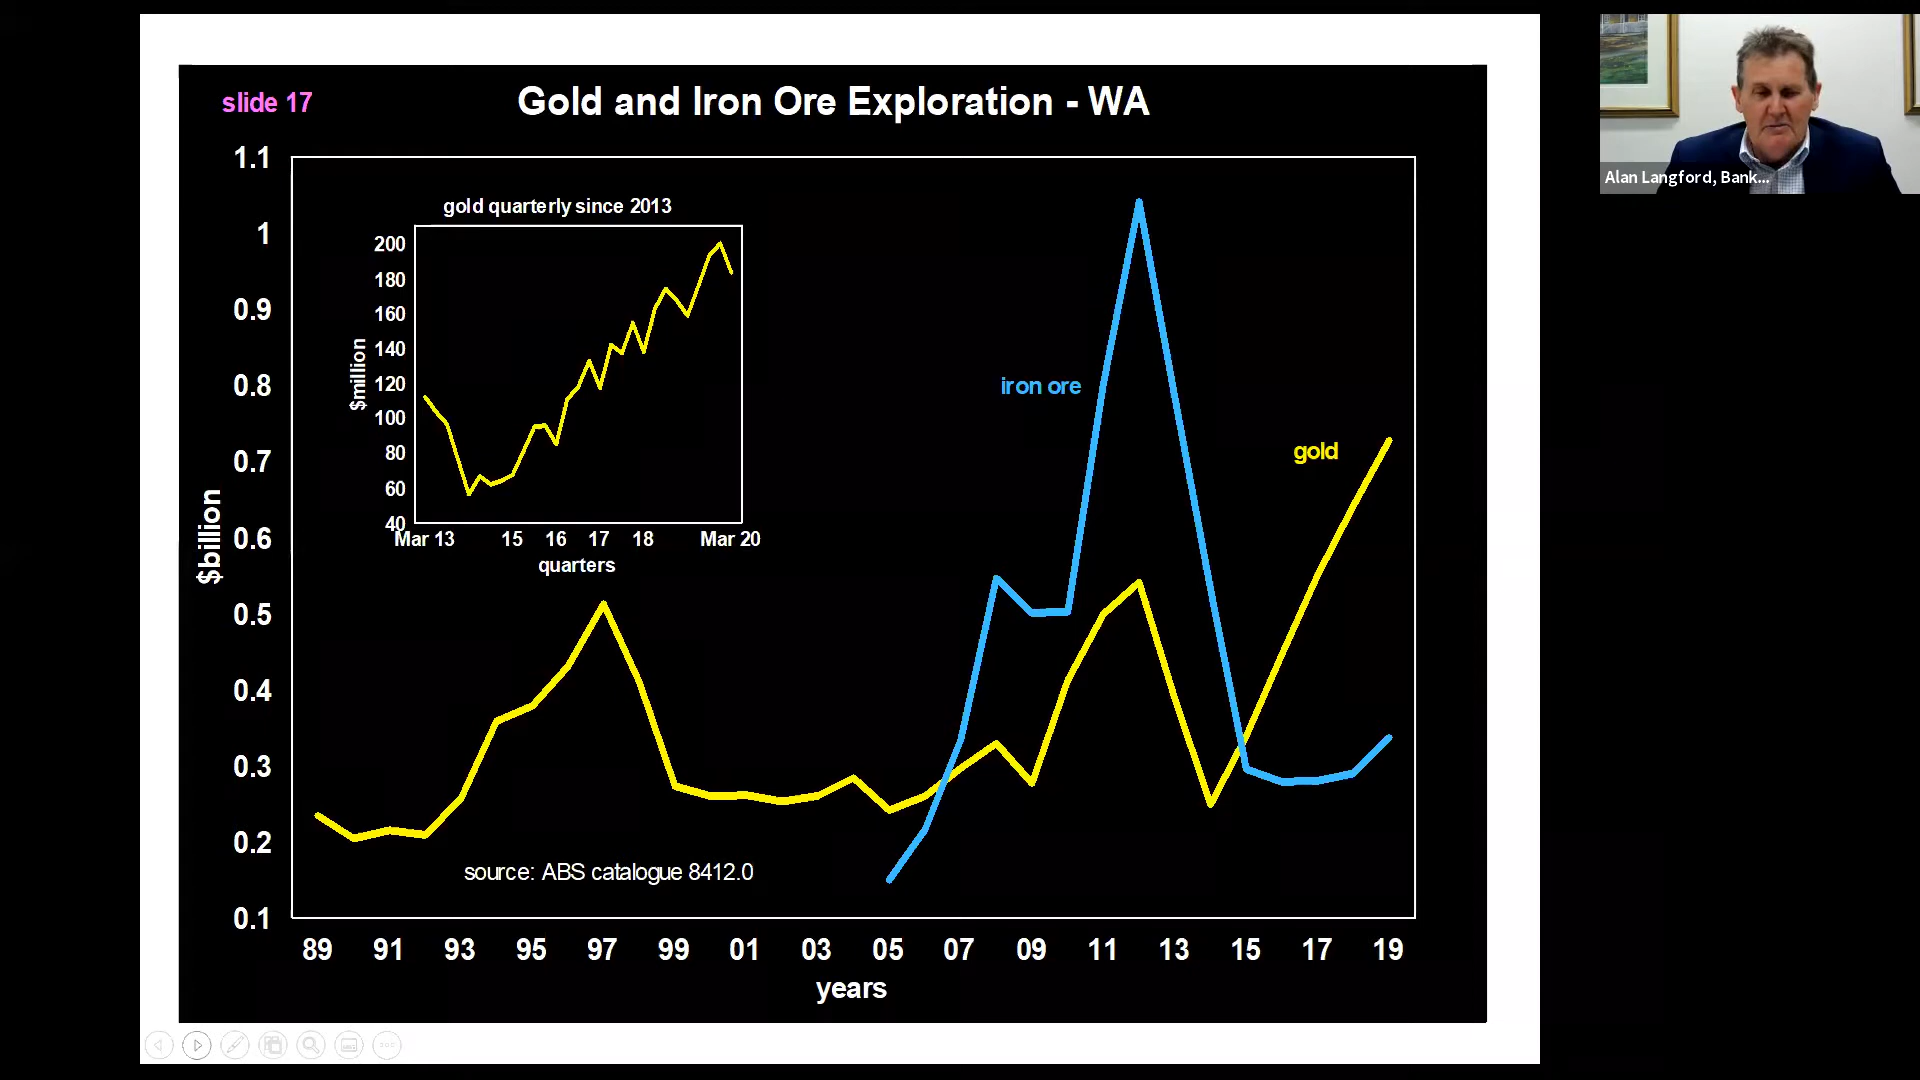 slide 17
Gold and Iron Ore Exploration - WA
Alan Langford, Bank...
1.1
1
0.9
0.8
0.7
0.6
0.5
0.4
0.3
0.2
0.1
$billion
gold quarterly since 2013
200
180
160
140
120
100
80
60
40
$million
Mar 13 15 16 17 18 Mar 20
quarters
iron ore
gold
source: ABS catalogue 8412.0
89 91 93 95 97 99 01 03 05 07 09 11 13 15 17 19
years